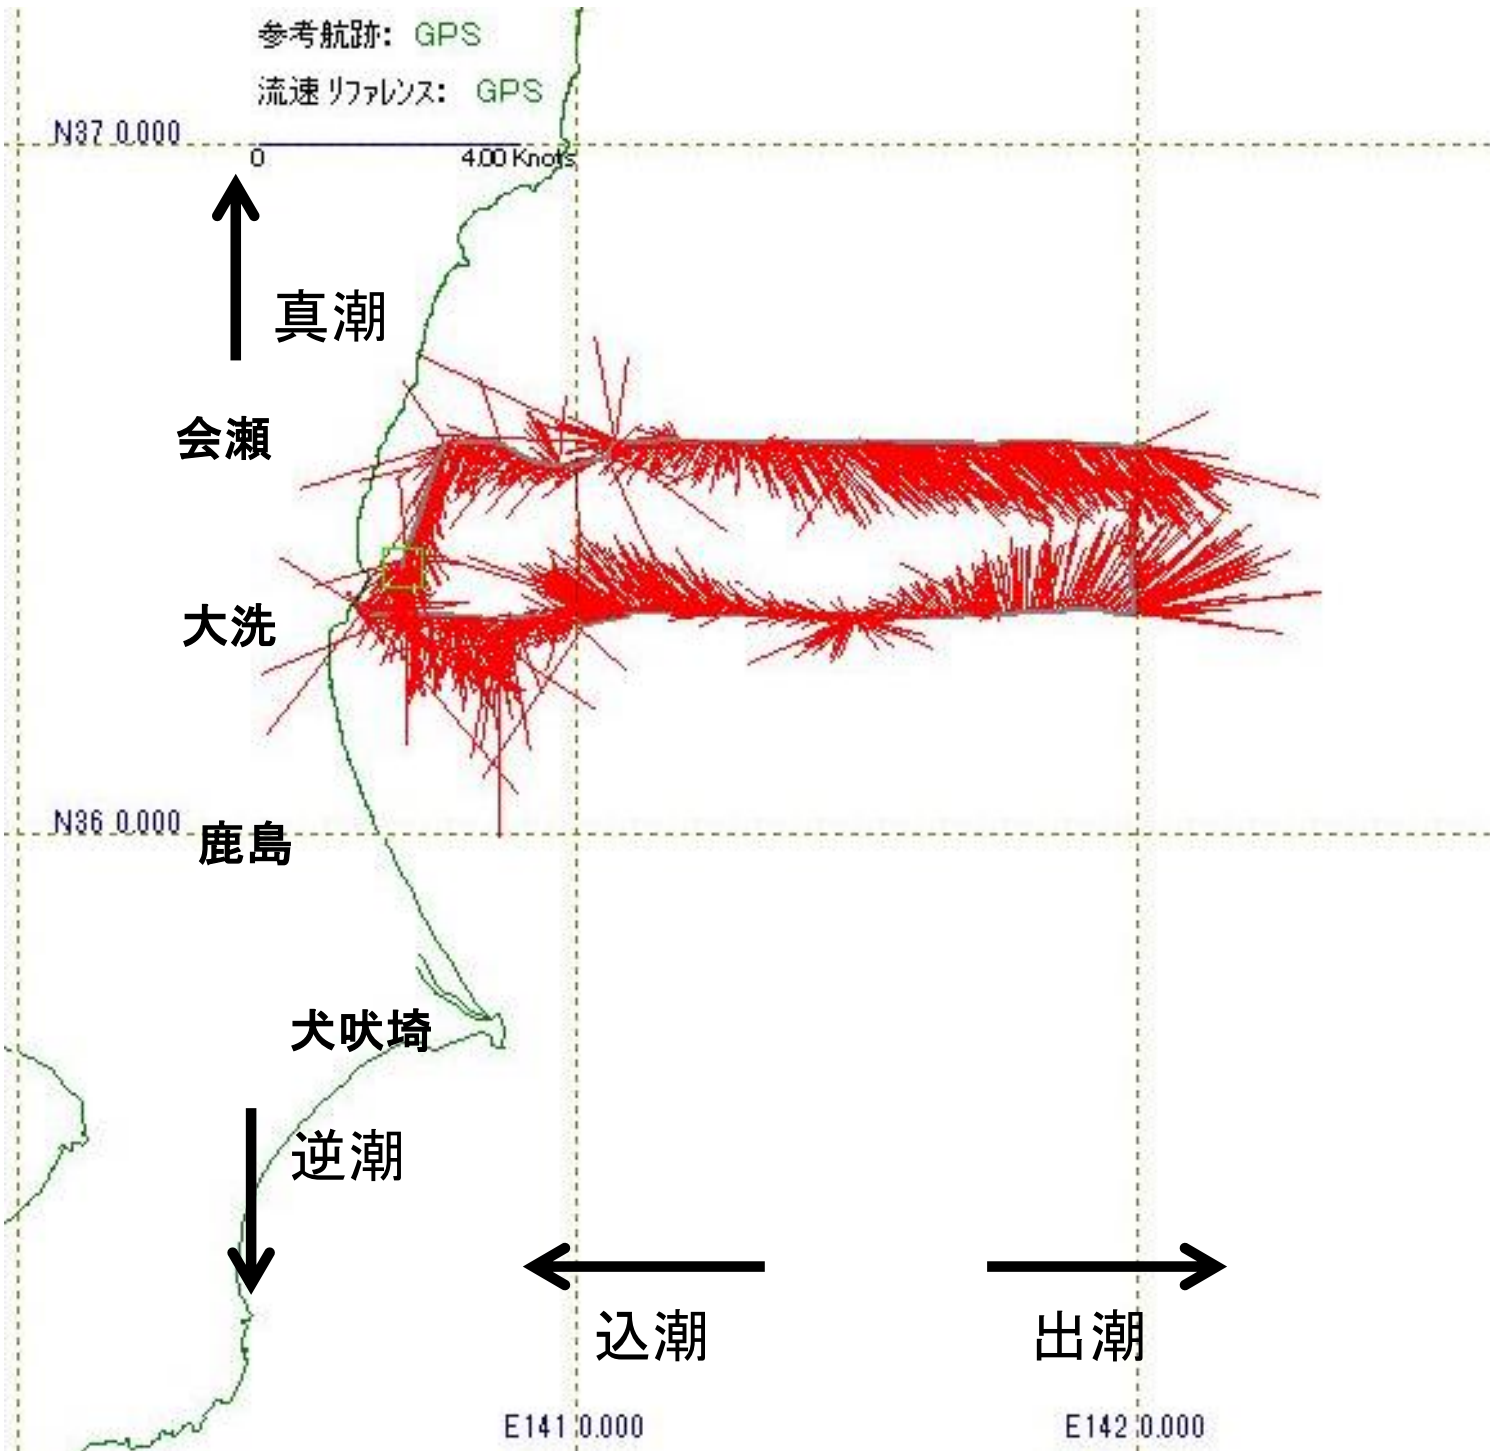 参考航跡: GPS
流速リファレンス: GPS
N37 0.000
0 4.00 Knots
真潮
会瀬
大洗
N36 0.000
鹿島
犬吠埼
逆潮
込潮
出潮
E141 0.000
E142 0.000